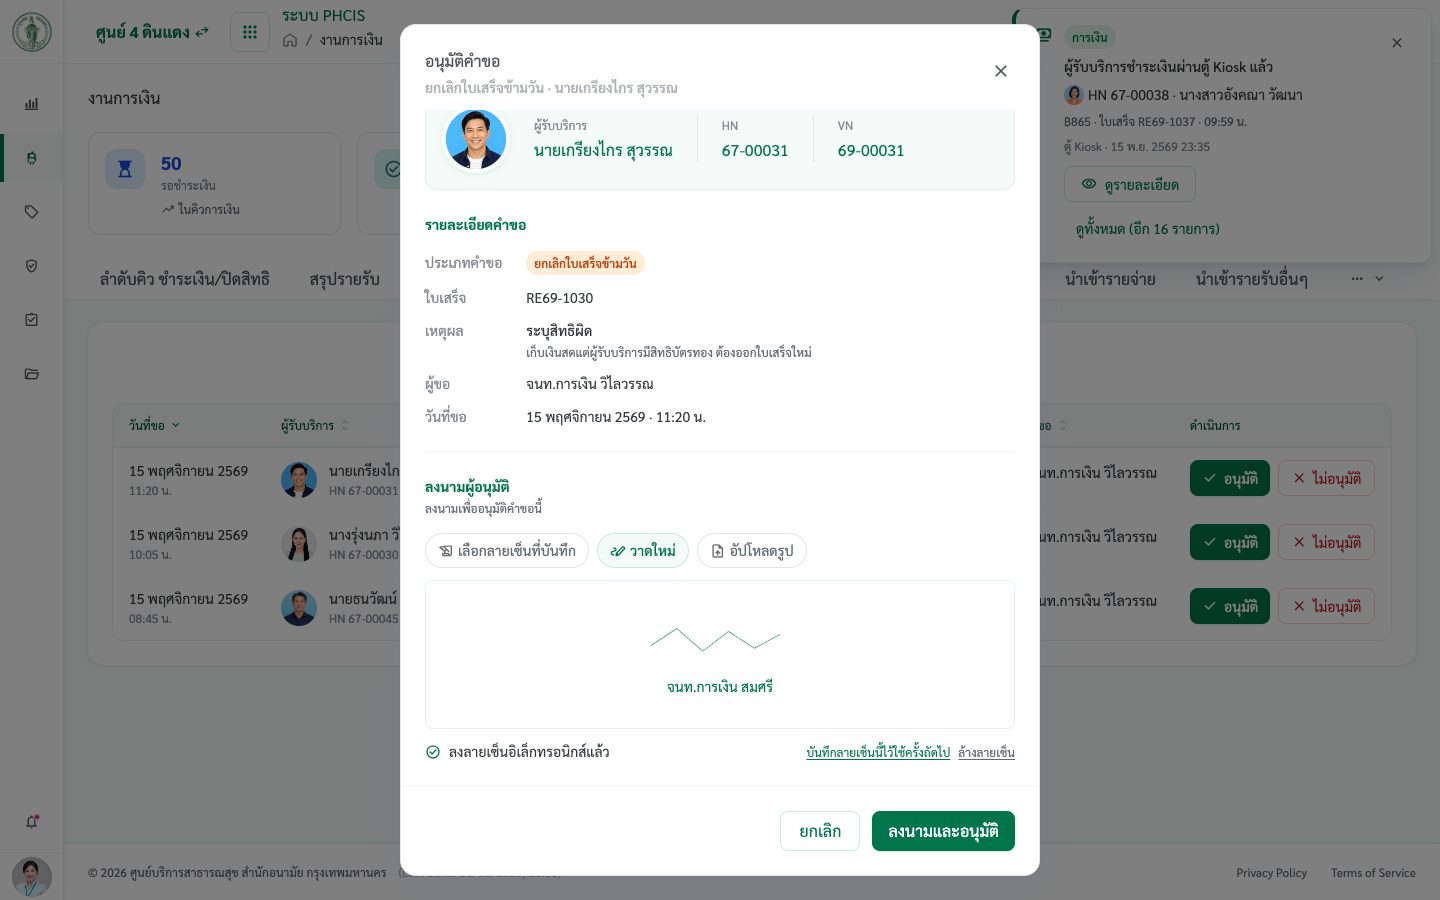 ศูนย์ 4 ดินแดง
ระบบ PHCIS
/ งานการเงิน
งานการเงิน
50
รอชำระเงิน
ในคิวการเงิน
ลำดับคิว ชำระเงิน/ปิดสิทธิ
สรุปรายรับ
นำเข้ารายจ่าย
นำเข้ารายรับอื่นๆ
การเงิน
ผู้รับบริการชำระเงินผ่านตู้ Kiosk แล้ว
HN 67-00038 · นางสาวอังคณา วัฒนา
฿865 · ใบเสร็จ RE69-1037 · 09:59 น.
ตู้ Kiosk · 15 พ.ย. 2569 23:35
ดูรายละเอียด
ดูทั้งหมด (อีก 16 รายการ)
อนุมัติคำขอ
ยกเลิกใบเสร็จข้ามวัน · นายเกรียงไกร สุวรรณ
ผู้รับบริการ
นายเกรียงไกร สุวรรณ
HN
67-00031
VN
69-00031
รายละเอียดคำขอ
ประเภทคำขอ ยกเลิกใบเสร็จข้ามวัน
ใบเสร็จ RE69-1030
เหตุผล ระบุสิทธิผิด
เก็บเงินสดแต่ผู้รับบริการมีสิทธิบัตรทอง ต้องออกใบเสร็จใหม่
ผู้ขอ จนท.การเงิน วิไลวรรณ
วันที่ขอ 15 พฤศจิกายน 2569 · 11:20 น.
ลงนามผู้อนุมัติ
ลงนามเพื่ออนุมัติคำขอนี้
เลือกลายเซ็นที่บันทึก
วาดใหม่
อัปโหลดรูป
จนท.การเงิน สมศรี
ลงลายเซ็นอิเล็กทรอนิกส์แล้ว
บันทึกลายเซ็นนี้ไว้ใช้ครั้งถัดไป
ล้างลายเซ็น
ยกเลิก
ลงนามและอนุมัติ
วันที่ขอ
ผู้รับบริการ
ดำเนินการ
15 พฤศจิกายน 2569
11:20 น.
นายเกรียงไก
HN 67-00031
นท.การเงิน วิไลวรรณ
อนุมัติ
ไม่อนุมัติ
15 พฤศจิกายน 2569
10:05 น.
นางรุ่งนภา
HN 67-00030
นท.การเงิน วิไลวรรณ
อนุมัติ
ไม่อนุมัติ
15 พฤศจิกายน 2569
08:45 น.
นายธนวัฒน์
HN 67-00045
นท.การเงิน วิไลวรรณ
อนุมัติ
ไม่อนุมัติ
© 2026 ศูนย์บริการสาธารณสุข สำนักอนามัย กรุงเทพมหานคร
Privacy Policy
Terms of Service